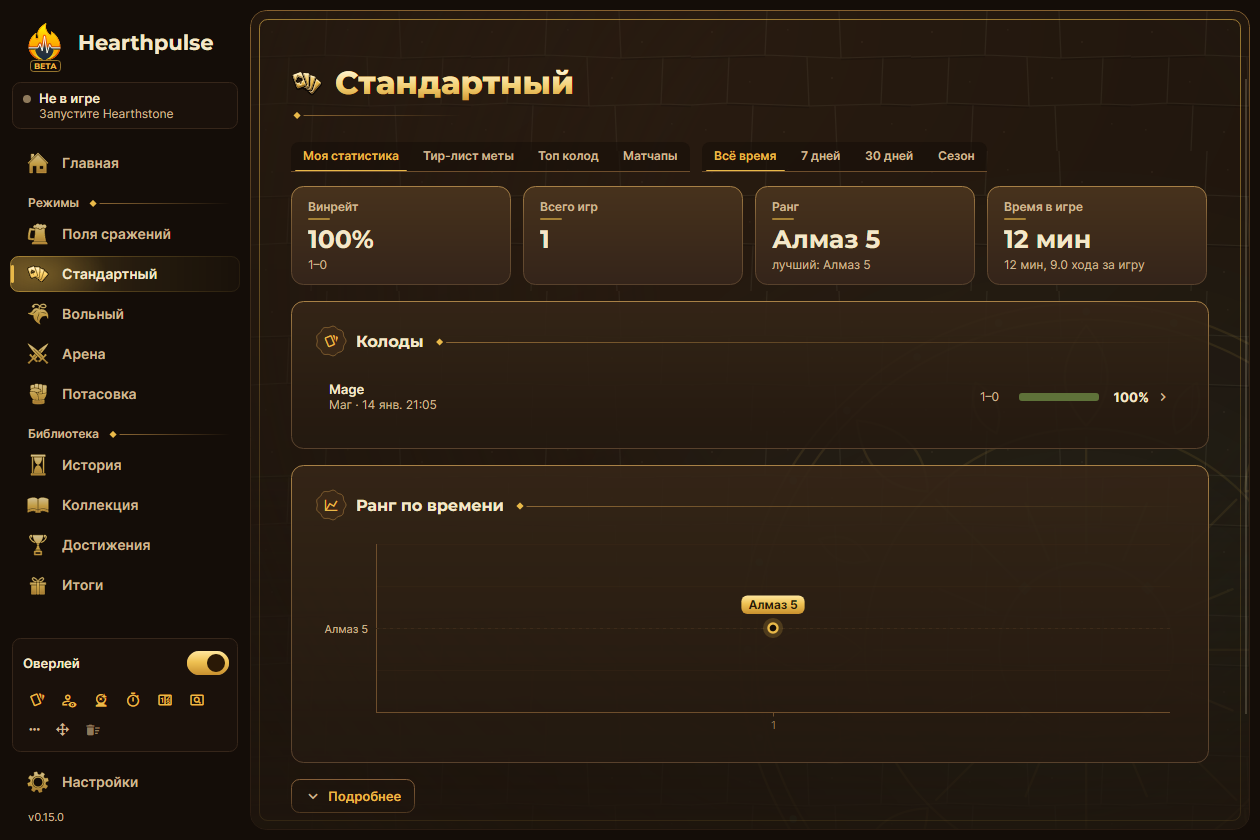 Hearthpulse
BETA
Не в игре
Запустите Hearthstone
Главная
Режимы
Поля сражений
Стандартный
Вольный
Арена
Потасовка
Библиотека
История
Коллекция
Достижения
Итоги
Оверлей
Настройки
v0.15.0
Стандартный
Моя статистика Тир-лист меты Топ колод Матчапы Всё время 7 дней 30 дней Сезон
Винрейт
100%
1–0
Всего игр
1
Ранг
Алмаз 5
лучший: Алмаз 5
Время в игре
12 мин
12 мин, 9.0 хода за игру
Колоды
Mage
Маг · 14 янв. 21:05
1–0 100%
Ранг по времени
Алмаз 5
Алмаз 5
1
Подробнее